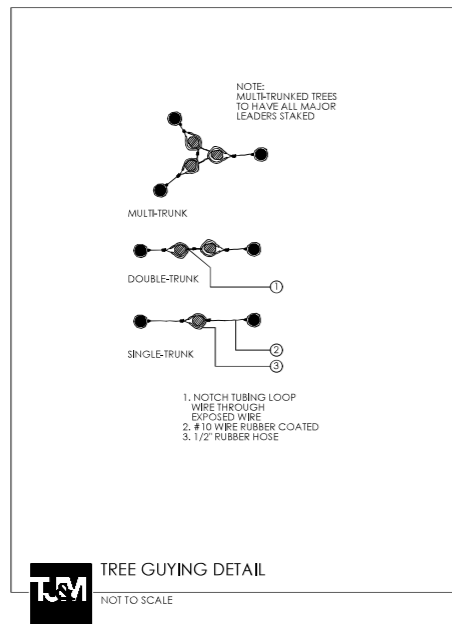 NOTE:
MULTI-TRUNKED TREES
TO HAVE ALL MAJOR
LEADERS STAKED
MULTI-TRUNK
DOUBLE-TRUNK
1
SINGLE-TRUNK
2
3
1. NOTCH TUBING LOOP
WIRE THROUGH
EXPOSED WIRE
2. #10 WIRE RUBBER COATED
3. 1/2" RUBBER HOSE
TJ&M
TREE GUYING DETAIL
NOT TO SCALE